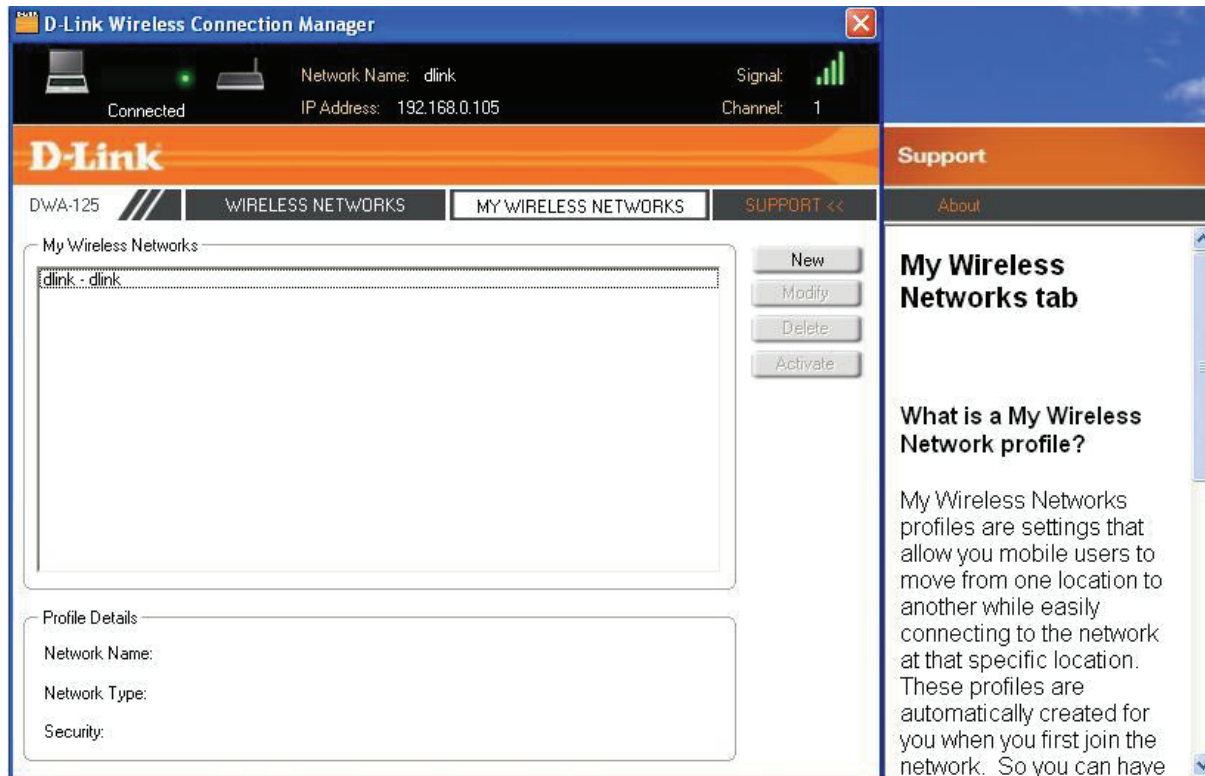 D-Link Wireless Connection Manager
Network Name: dlink
Signal:
Connected
IP Address: 192.168.0.105
Channel: 1
D-Link
DWA-125
WIRELESS NETWORKS
MY WIRELESS NETWORKS
SUPPORT <<
My Wireless Networks
dlink - dlink
New
Modify
Delete
Activate
Profile Details
Network Name:
Network Type:
Security:
Support
About
My Wireless
Networks tab
What is a My Wireless
Network profile?
My Wireless Networks
profiles are settings that
allow you mobile users to
move from one location to
another while easily
connecting to the network
at that specific location.
These profiles are
automatically created for
you when you first join the
network. So you can have